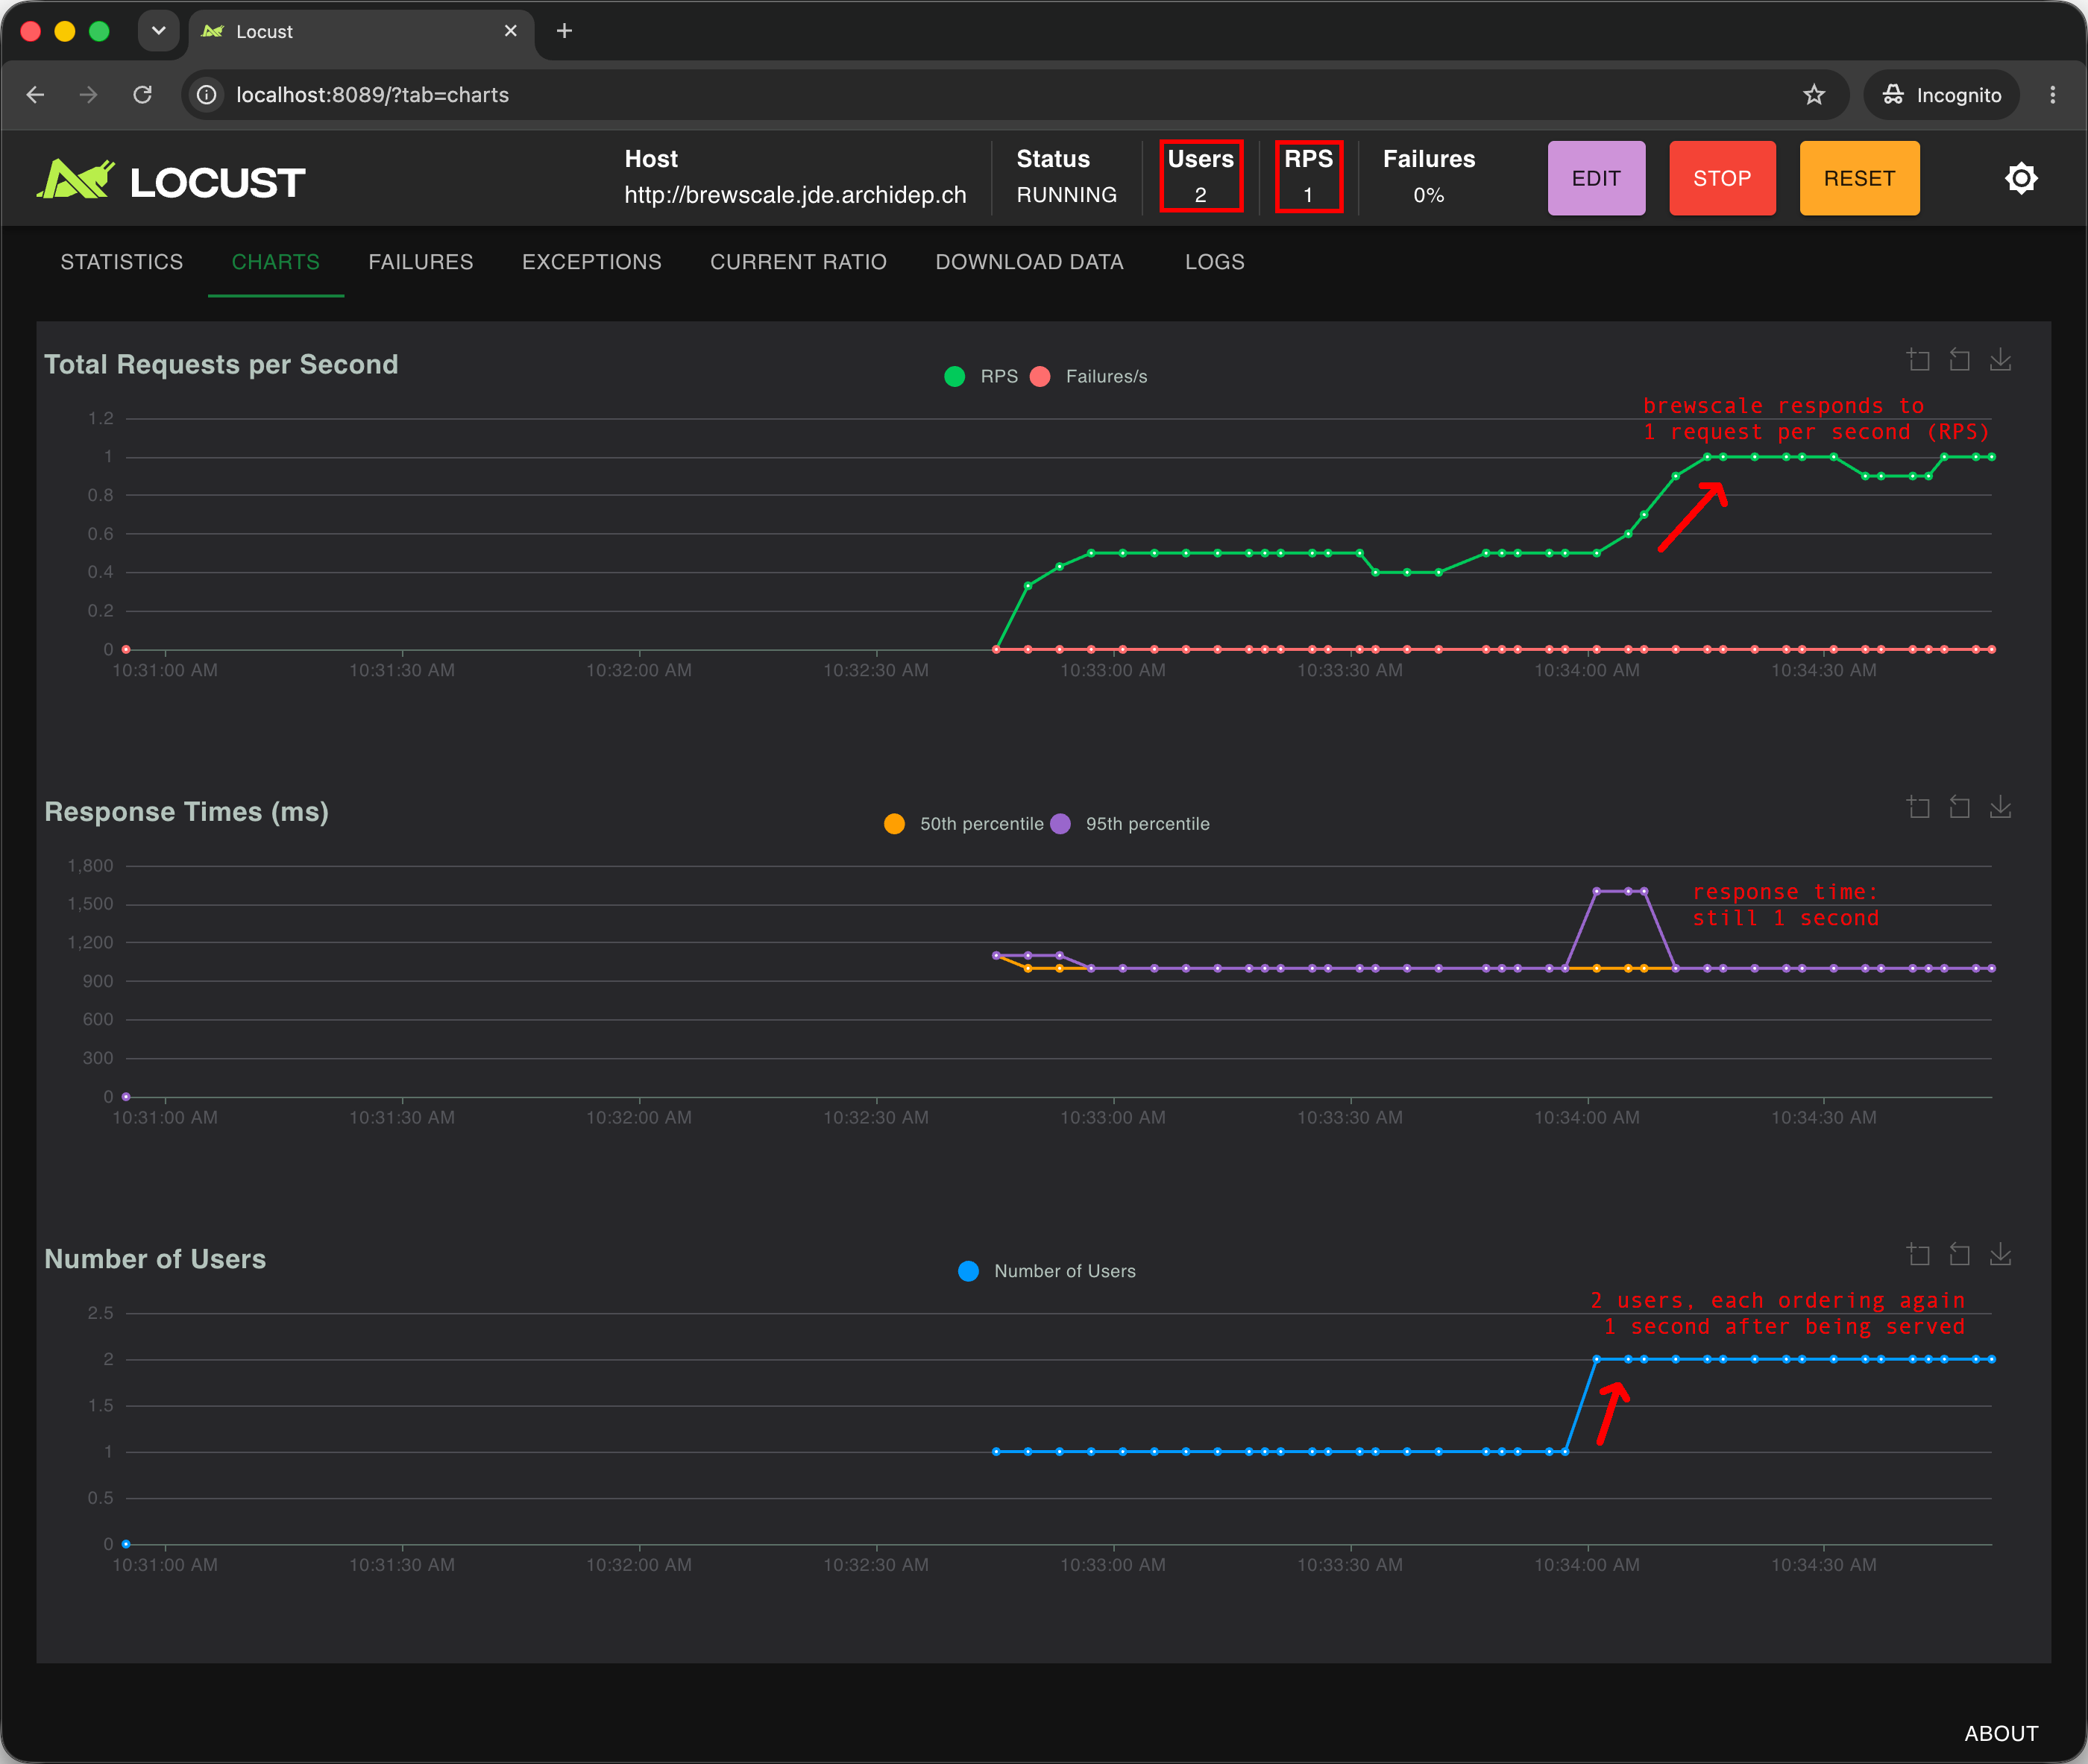 Locust
localhost:8089/?tab=charts
Incognito
LOCUST
Host
http://brewscale.jde.archidep.ch
Status
RUNNING
Users
2
RPS
1
Failures
0%
EDIT
STOP
RESET
STATISTICS
CHARTS
FAILURES
EXCEPTIONS
CURRENT RATIO
DOWNLOAD DATA
LOGS
Total Requests per Second
RPS
Failures/s
brewscale responds to
1 request per second (RPS)
1.2
1
0.8
0.6
0.4
0.2
0
10:31:00 AM
10:31:30 AM
10:32:00 AM
10:32:30 AM
10:33:00 AM
10:33:30 AM
10:34:00 AM
10:34:30 AM
Response Times (ms)
50th percentile
95th percentile
response time:
still 1 second
1,800
1,500
1,200
900
600
300
0
10:31:00 AM
10:31:30 AM
10:32:00 AM
10:32:30 AM
10:33:00 AM
10:33:30 AM
10:34:00 AM
10:34:30 AM
Number of Users
Number of Users
2 users, each ordering again
1 second after being served
2.5
2
1.5
1
0.5
0
10:31:00 AM
10:31:30 AM
10:32:00 AM
10:32:30 AM
10:33:00 AM
10:33:30 AM
10:34:00 AM
10:34:30 AM
ABOUT